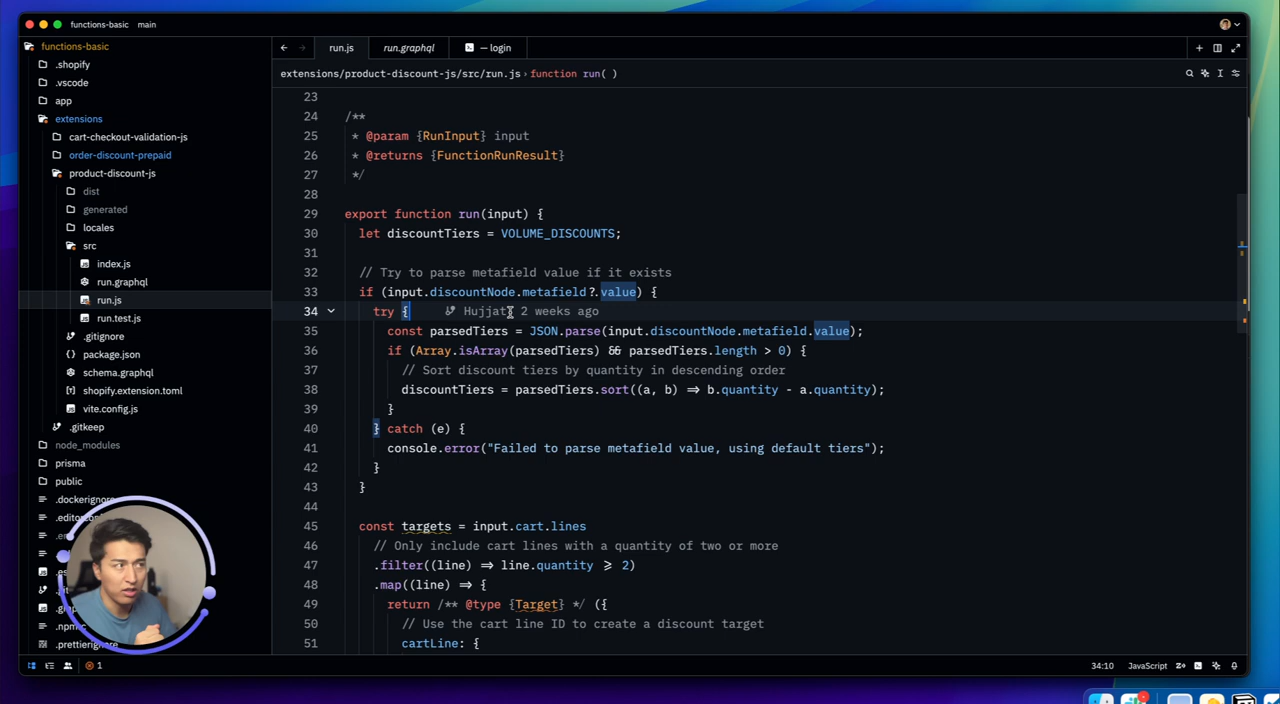 functions-basic main
functions-basic
.shopify
.vscode
app
extensions
cart-checkout-validation-js
order-discount-prepaid
product-discount-js
dist
generated
locales
src
index.js
run.graphql
run.js
run.test.js
.gitignore
package.json
schema.graphql
shopify.extension.toml
vite.config.js
.gitkeep
node_modules
prisma
public
.dockerignore
.prettierignore
run.js run.graphql — login
extensions/product-discount-js/src/run.js › function run( )
23
24 /**
25 * @param {RunInput} input
26 * @returns {FunctionRunResult}
27 */
28
29 export function run(input) {
30 let discountTiers = VOLUME_DISCOUNTS;
31
32 // Try to parse metafield value if it exists
33 if (input.discountNode.metafield?.value) {
34 try { Hujjat 2 weeks ago
35 const parsedTiers = JSON.parse(input.discountNode.metafield.value);
36 if (Array.isArray(parsedTiers) && parsedTiers.length > 0) {
37 // Sort discount tiers by quantity in descending order
38 discountTiers = parsedTiers.sort((a, b) => b.quantity - a.quantity);
39 }
40 } catch (e) {
41 console.error("Failed to parse metafield value, using default tiers");
42 }
43 }
44
45 const targets = input.cart.lines
46 // Only include cart lines with a quantity of two or more
47 .filter((line) => line.quantity >= 2)
48 .map((line) => {
49 return /** @type {Target} */ ({
50 // Use the cart line ID to create a discount target
51 cartLine: {
1
34:10 JavaScript